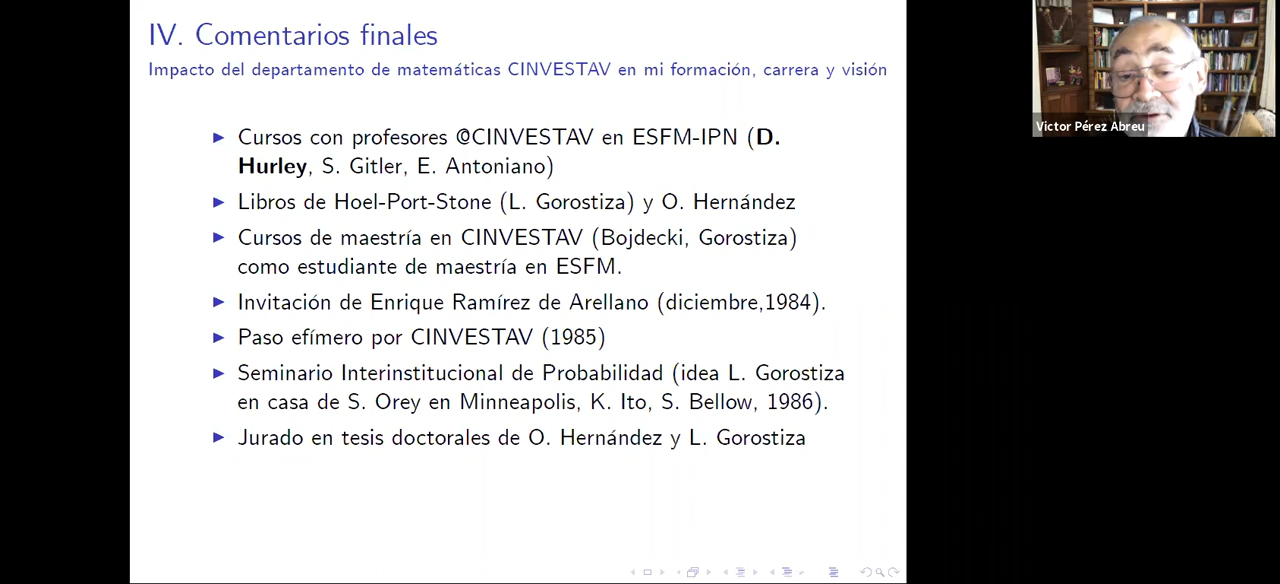 IV. Comentarios finales
Impacto del departamento de matemáticas CINVESTAV en mi formación, carrera y visión
Cursos con profesores @CINVESTAV en ESFM-IPN (D.
Hurley, S. Gitler, E. Antoniano)
Libros de Hoel-Port-Stone (L. Gorostiza) y O. Hernández
Cursos de maestría en CINVESTAV (Bojdecki, Gorostiza)
como estudiante de maestría en ESFM.
Invitación de Enrique Ramírez de Arellano (diciembre,1984).
Paso efímero por CINVESTAV (1985)
Seminario Interinstitucional de Probabilidad (idea L. Gorostiza
en casa de S. Orey en Minneapolis, K. Ito, S. Bellow, 1986).
Jurado en tesis doctorales de O. Hernández y L. Gorostiza
Victor Pérez Abreu